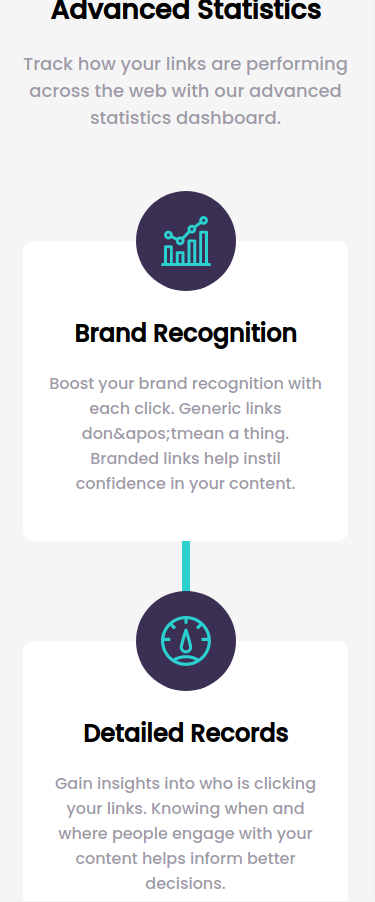 Advanced Statistics
Track how your links are performing
across the web with our advanced
statistics dashboard.
Brand Recognition
Boost your brand recognition with
each click. Generic links
don&apos;tmean a thing.
Branded links help instil
confidence in your content.
Detailed Records
Gain insights into who is clicking
your links. Knowing when and
where people engage with your
content helps inform better
decisions.